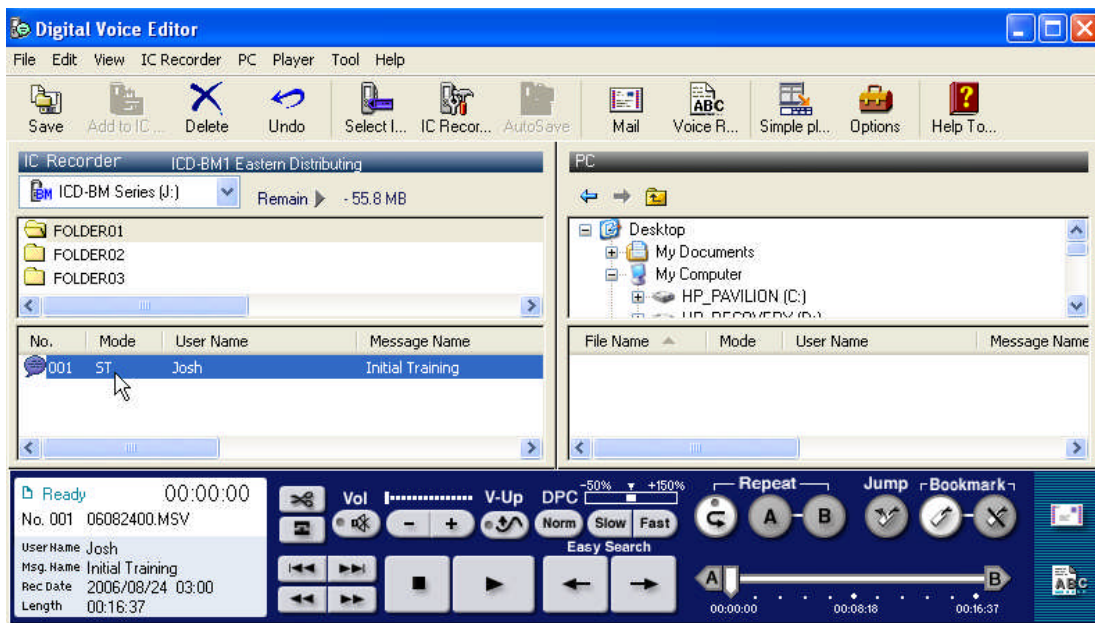 Digital Voice Editor
File Edit View IC Recorder PC Player Tool Help
Save Add to IC ... Delete Undo Select I... IC Recor... AutoSave Mail Voice R... Simple pl... Options Help To...
IC Recorder ICD-BM1 Eastern Distributing
BM ICD-BM Series (J:) Remain - 55.8 MB
FOLDER01
FOLDER02
FOLDER03
PC
Desktop
My Documents
My Computer
HP_PAVILION (C:)
HP_RECOVERY (D:)
No. Mode User Name Message Name
001 ST Josh Initial Training
File Name Mode User Name Message Name
Ready 00:00:00
No. 001 06082400.MSV
User Name Josh
Msg. Name Initial Training
Rec Date 2006/08/24 03:00
Length 00:16:37
Vol V-Up DPC -50% +150%
- + Norm Slow Fast
Easy Search
Repeat Jump Bookmark
A B
A B
00:00:00 00:08:18 00:16:37
ABC